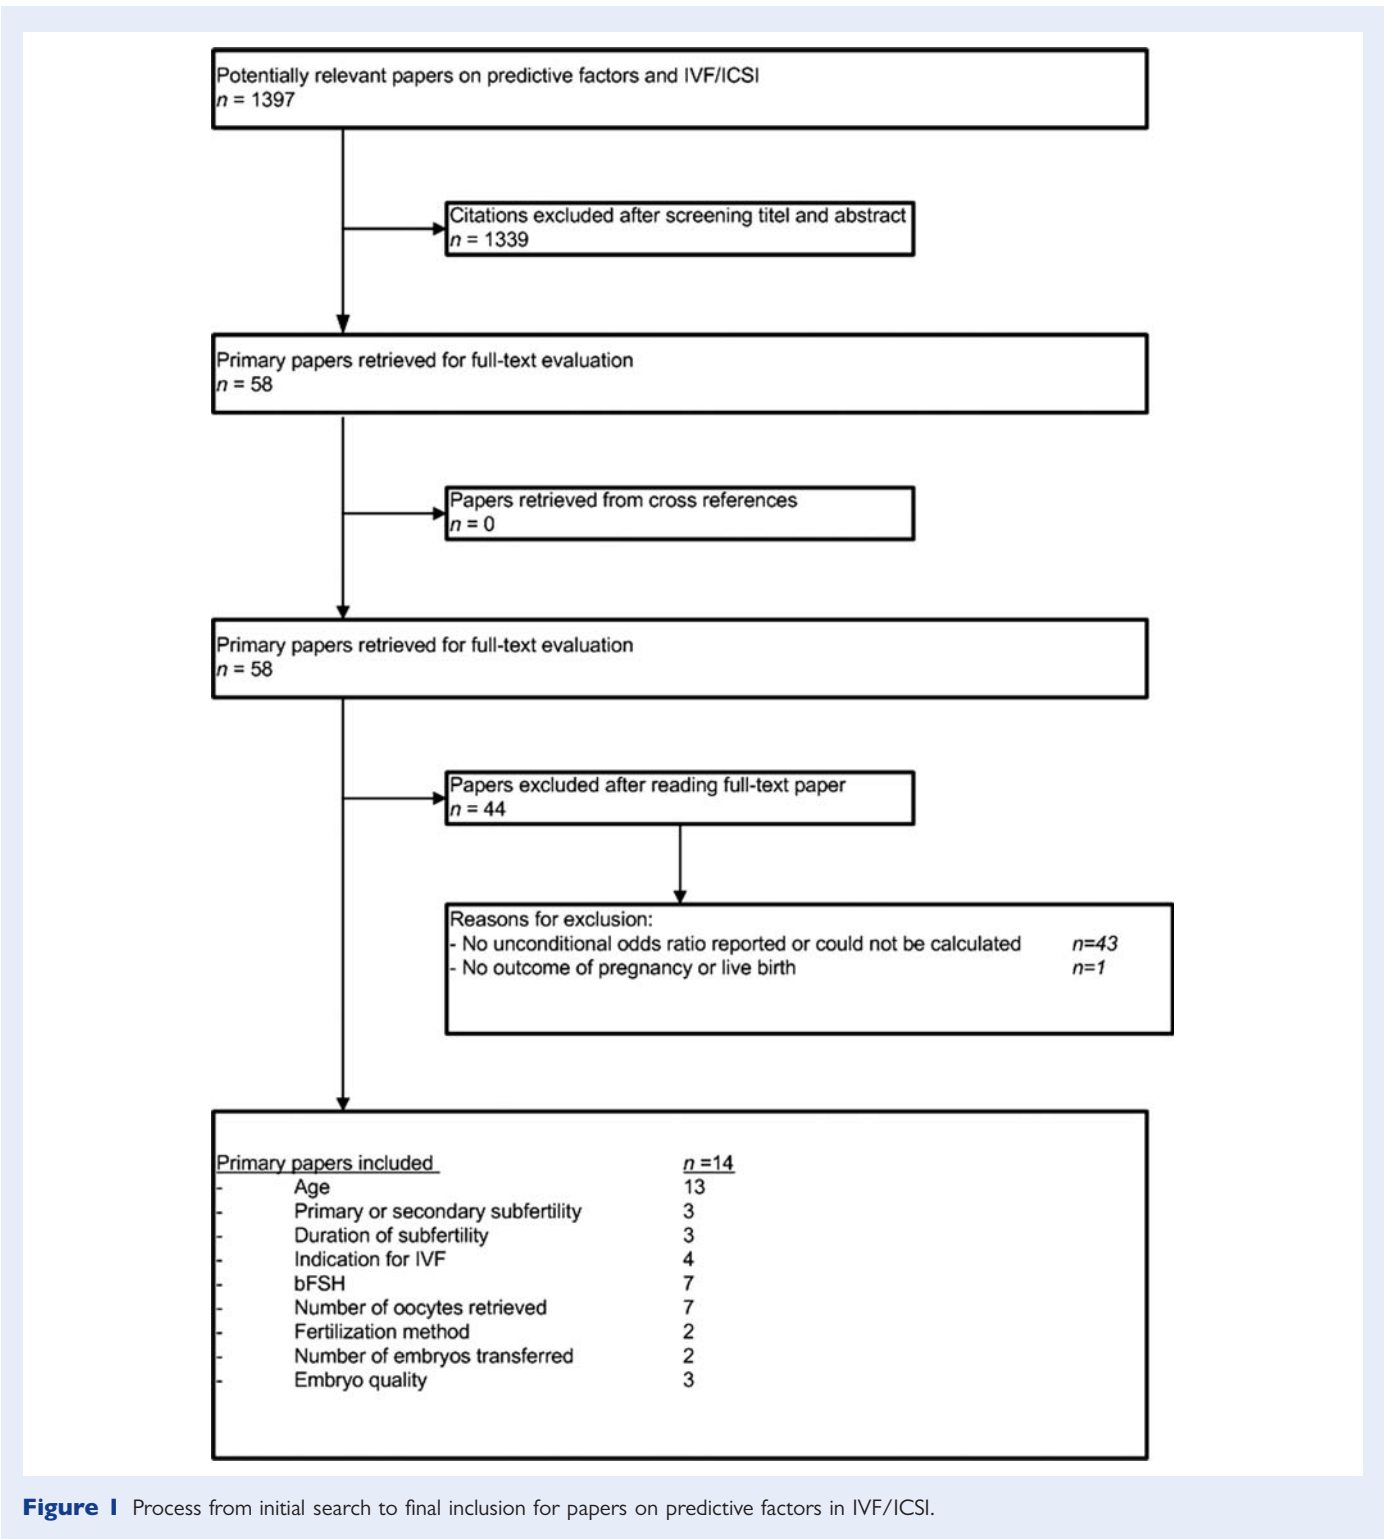 Potentially relevant papers on predictive factors and IVF/ICSI
n = 1397
Citations excluded after screening titel and abstract
n = 1339
Primary papers retrieved for full-text evaluation
n = 58
Papers retrieved from cross references
n = 0
Primary papers retrieved for full-text evaluation
n = 58
Papers excluded after reading full-text paper
n = 44
Reasons for exclusion:
- No unconditional odds ratio reported or could not be calculated n=43
- No outcome of pregnancy or live birth n=1
Primary papers included n =14
- Age 13
- Primary or secondary subfertility 3
- Duration of subfertility 3
- Indication for IVF 4
- bFSH 7
- Number of oocytes retrieved 7
- Fertilization method 2
- Number of embryos transferred 2
- Embryo quality 3
Figure 1 Process from initial search to final inclusion for papers on predictive factors in IVF/ICSI.